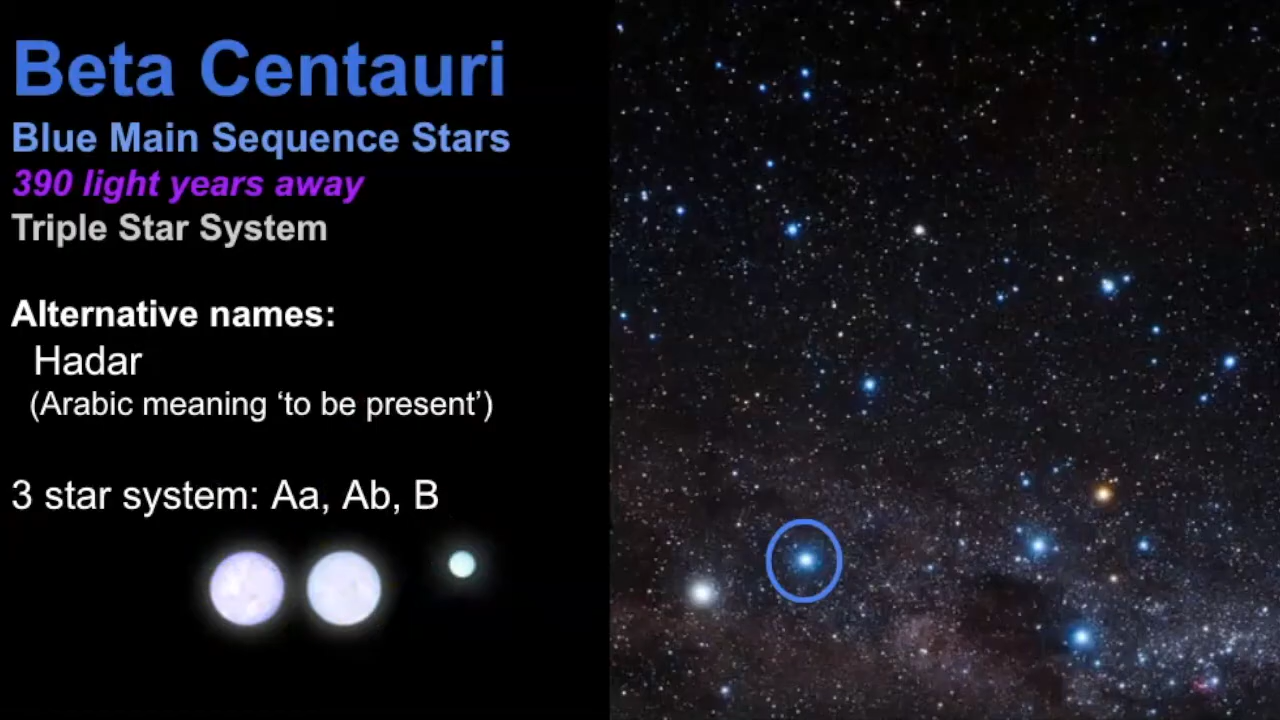 Beta Centauri
Blue Main Sequence Stars
390 light years away
Triple Star System
Alternative names:
Hadar
(Arabic meaning ‘to be present’)
3 star system: Aa, Ab, B